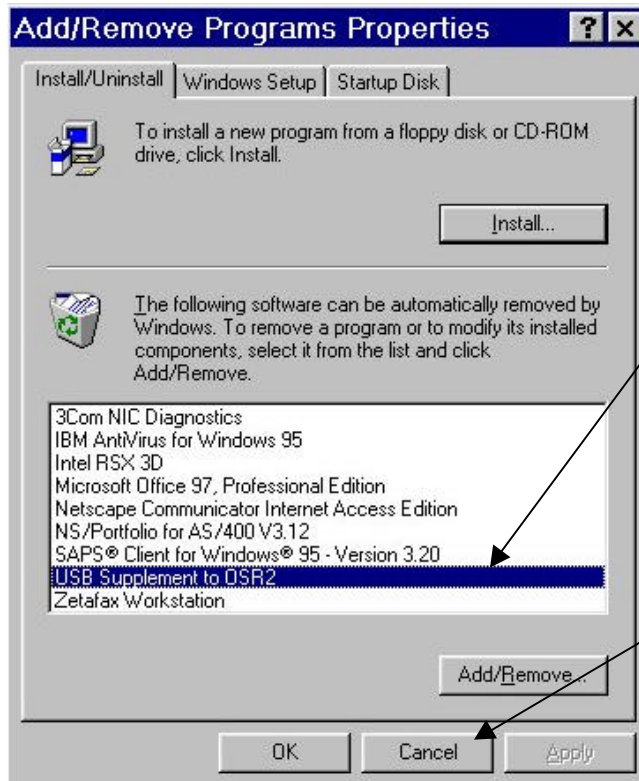 Add/Remove Programs Properties
Install/Uninstall Windows Setup Startup Disk
To install a new program from a floppy disk or CD-ROM
drive, click Install.
Install...
The following software can be automatically removed by
Windows. To remove a program or to modify its installed
components, select it from the list and click
Add/Remove.
3Com NIC Diagnostics
IBM AntiVirus for Windows 95
Intel RSX 3D
Microsoft Office 97, Professional Edition
Netscape Communicator Internet Access Edition
NS/Portfolio for AS/400 V3.12
SAPS® Client for Windows® 95 - Version 3.20
USB Supplement to OSR2
Zetafax Workstation
Add/Remove...
OK Cancel Apply